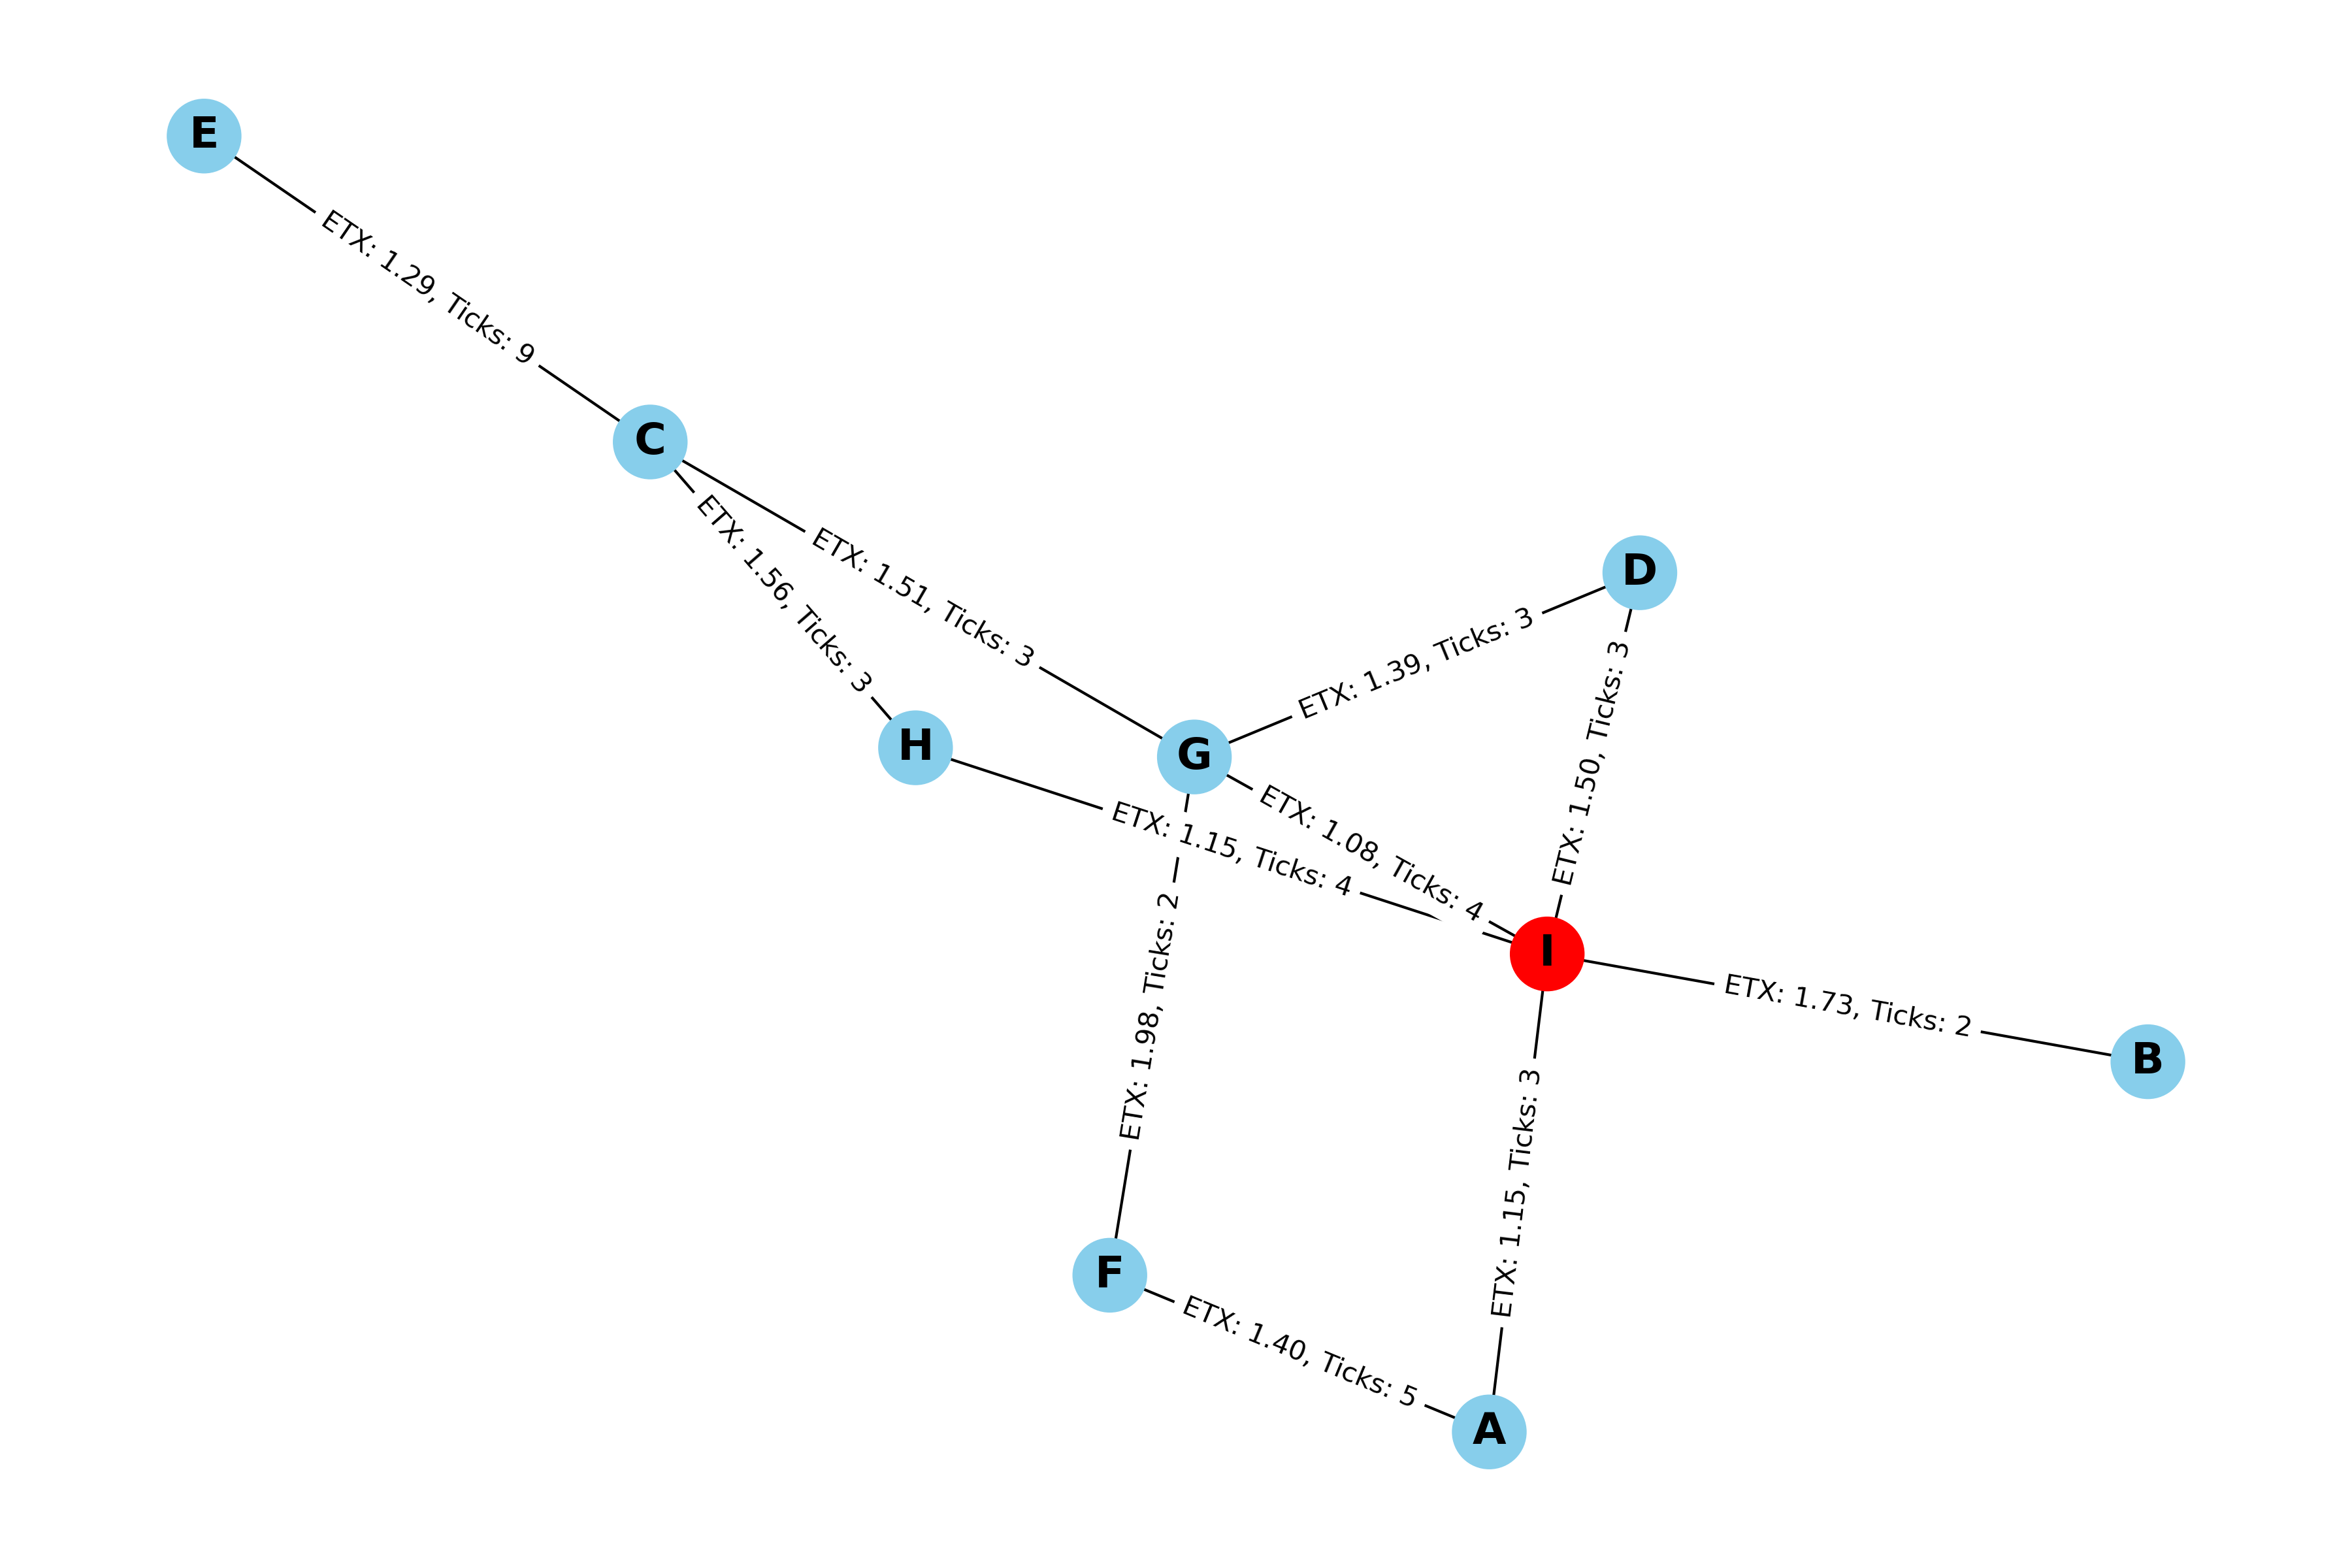 E
ETX: 1.29, Ticks: 9
C
ETX: 1.56, Ticks: 3
ETX: 1.51, Ticks: 3
D
ETX: 1.39, Ticks: 3
ETX: 1.50, Ticks: 3
H
G
ETX: 1.15, Ticks: 4
ETX: 1.08, Ticks: 4
I
ETX: 1.98, Ticks: 2
ETX: 1.73, Ticks: 2
B
ETX: 1.15, Ticks: 3
F
ETX: 1.40, Ticks: 5
A